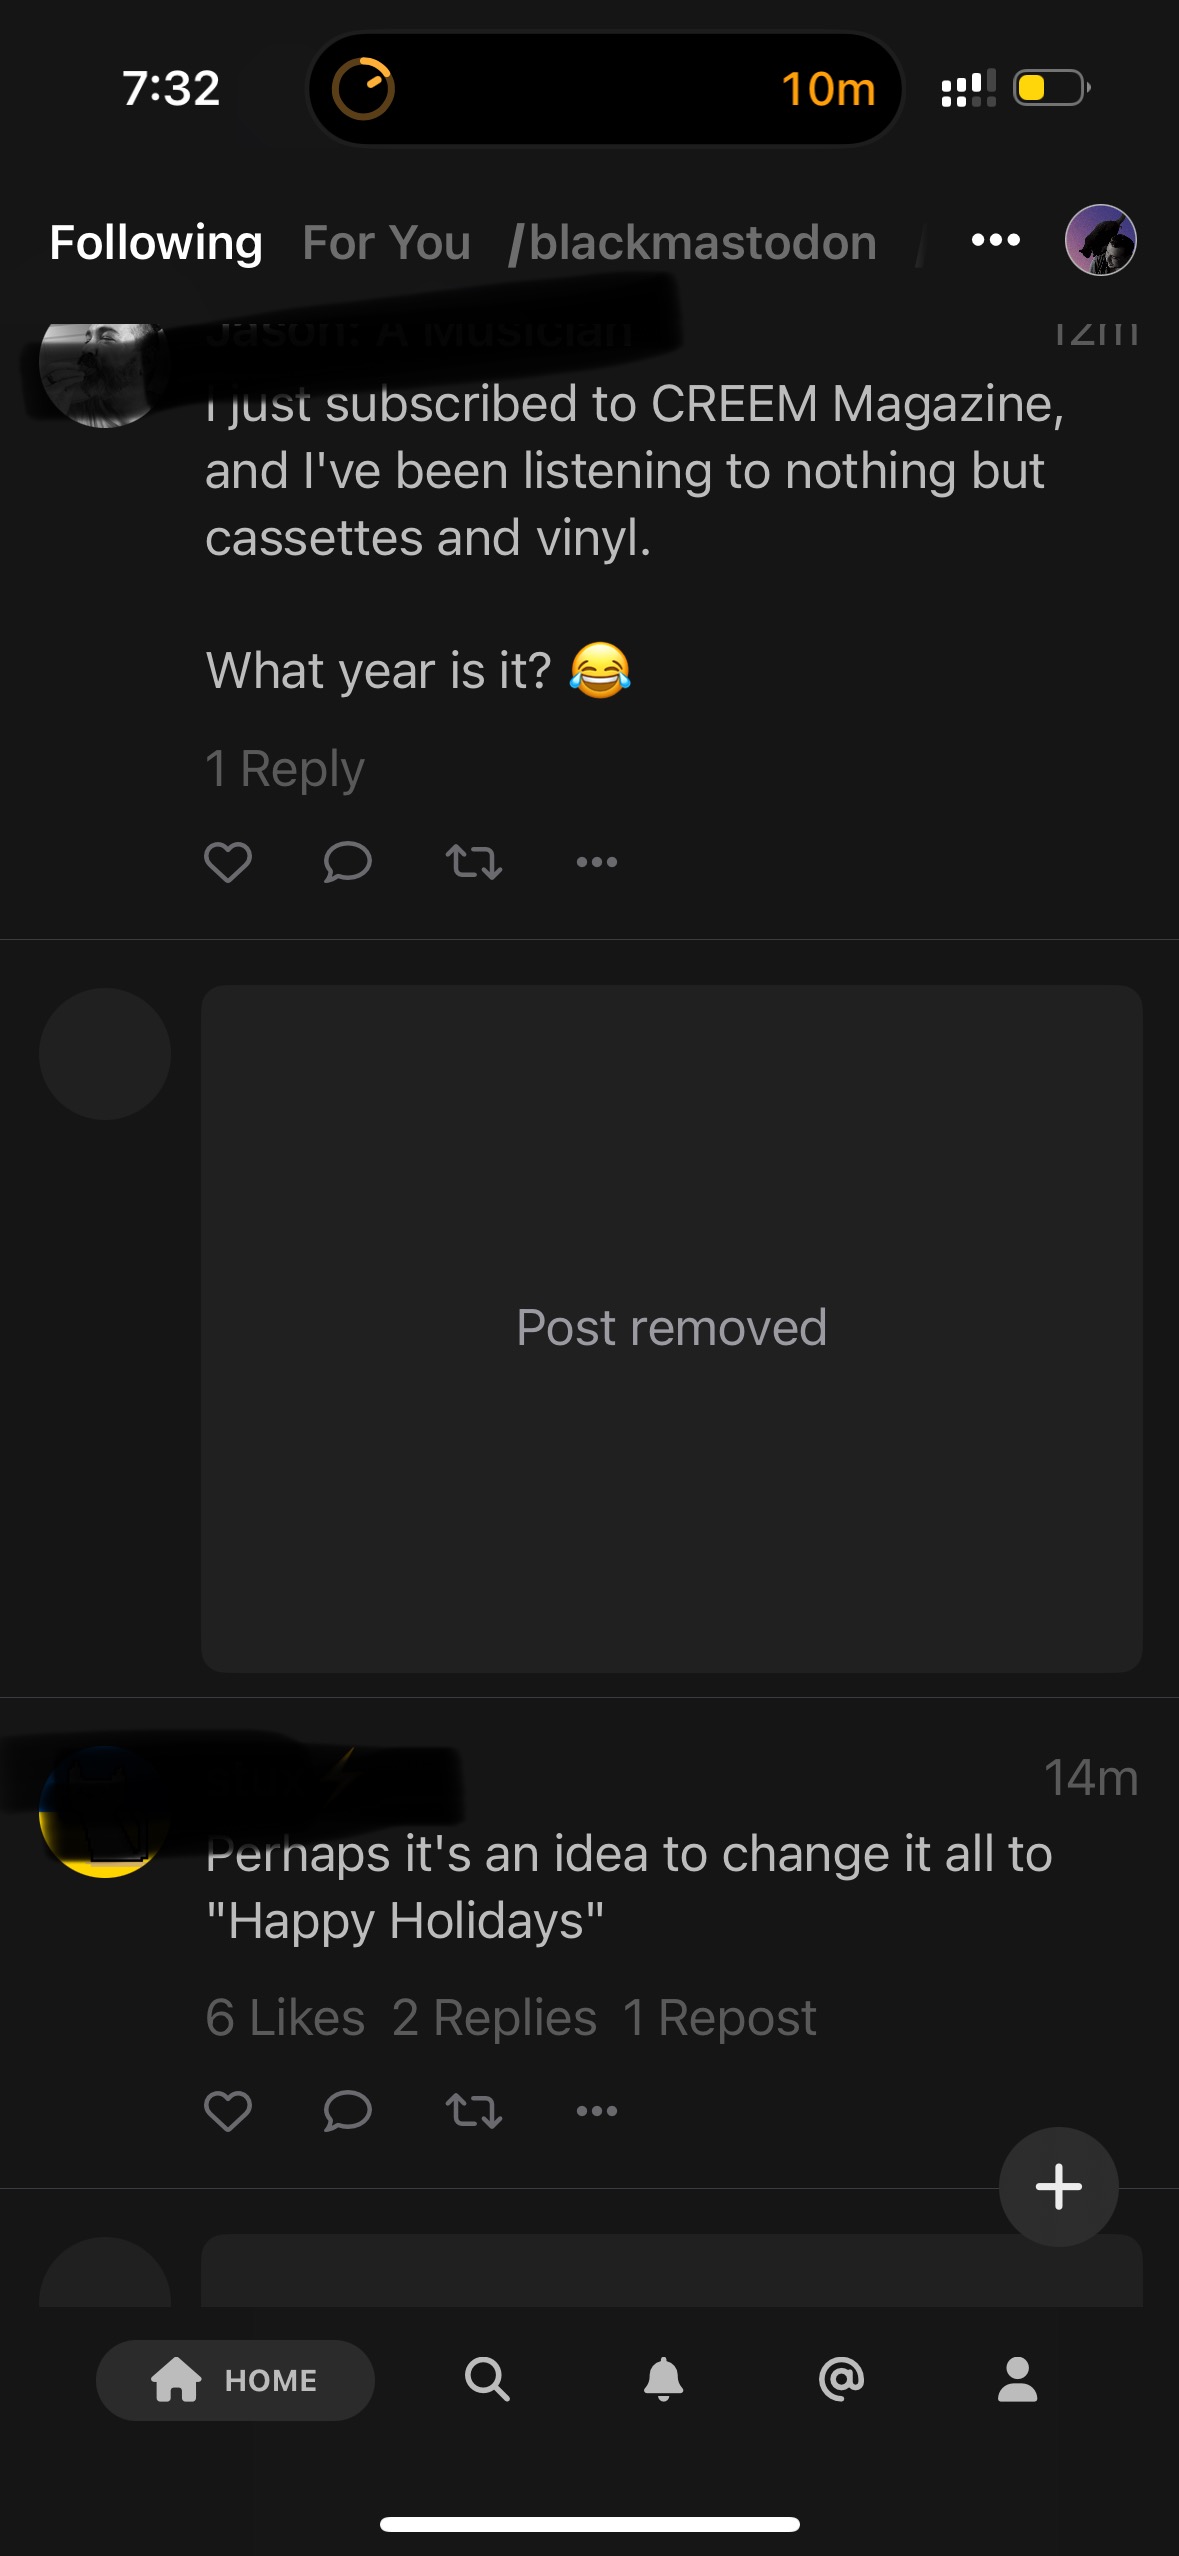 7:32
10m
Following For You /blackmastodon
Jason: A Musician 12m
I just subscribed to CREEM Magazine,
and I've been listening to nothing but
cassettes and vinyl.
What year is it? 😂
1 Reply
Post removed
14m
Perhaps it's an idea to change it all to
"Happy Holidays"
6 Likes 2 Replies 1 Repost
HOME